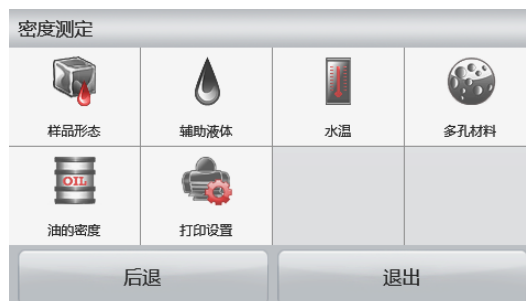 密度测定
样品形态
辅助液体
水温
多孔材料
OIL
油的密度
打印设置
后退
退出